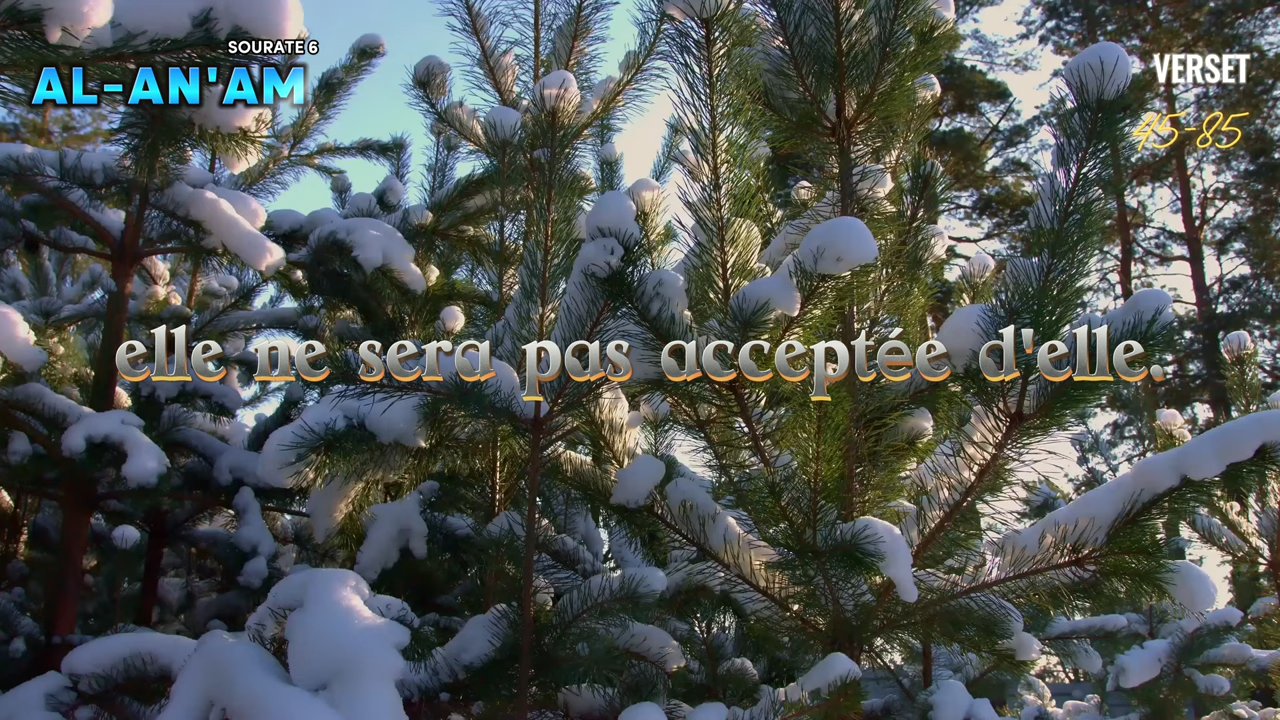 SOURATE 6
AL-AN'AM
VERSET
45-85
elle ne sera pas acceptée d'elle.